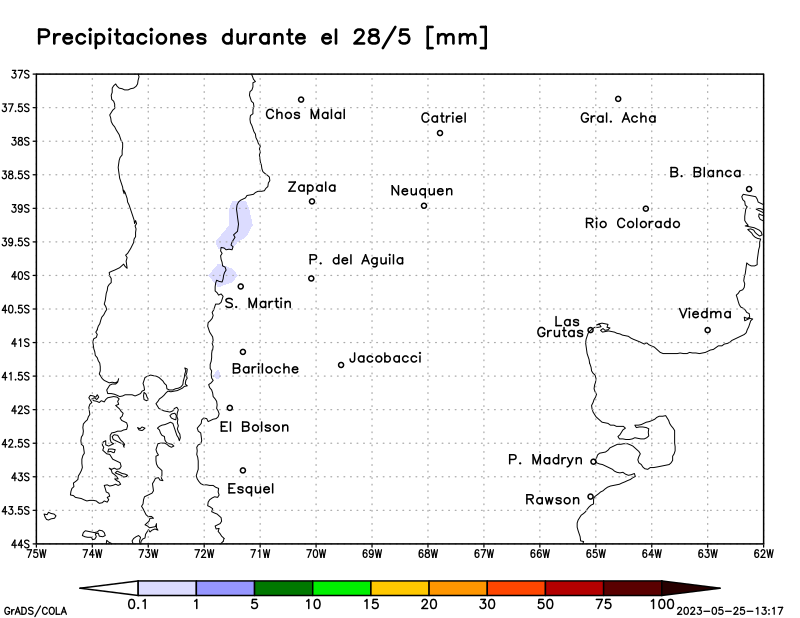 Precipitaciones durante el 28/5 [mm]
37S
37.5S
38S
38.5S
39S
39.5S
40S
40.5S
41S
41.5S
42S
42.5S
43S
43.5S
44S
Chos Malal
Catriel
Gral. Acha
B. Blanca
Zapala
Neuquen
Rio Colorado
P. del Aguila
S. Martin
Viedma
Las
Grutas
Jacobacci
Bariloche
El Bolson
P. Madryn
Esquel
Rawson
75W 74W 73W 72W 71W 70W 69W 68W 67W 66W 65W 64W 63W 62W
0.1 1 5 10 15 20 30 50 75 100
GrADS/COLA
2023-05-25-13:17